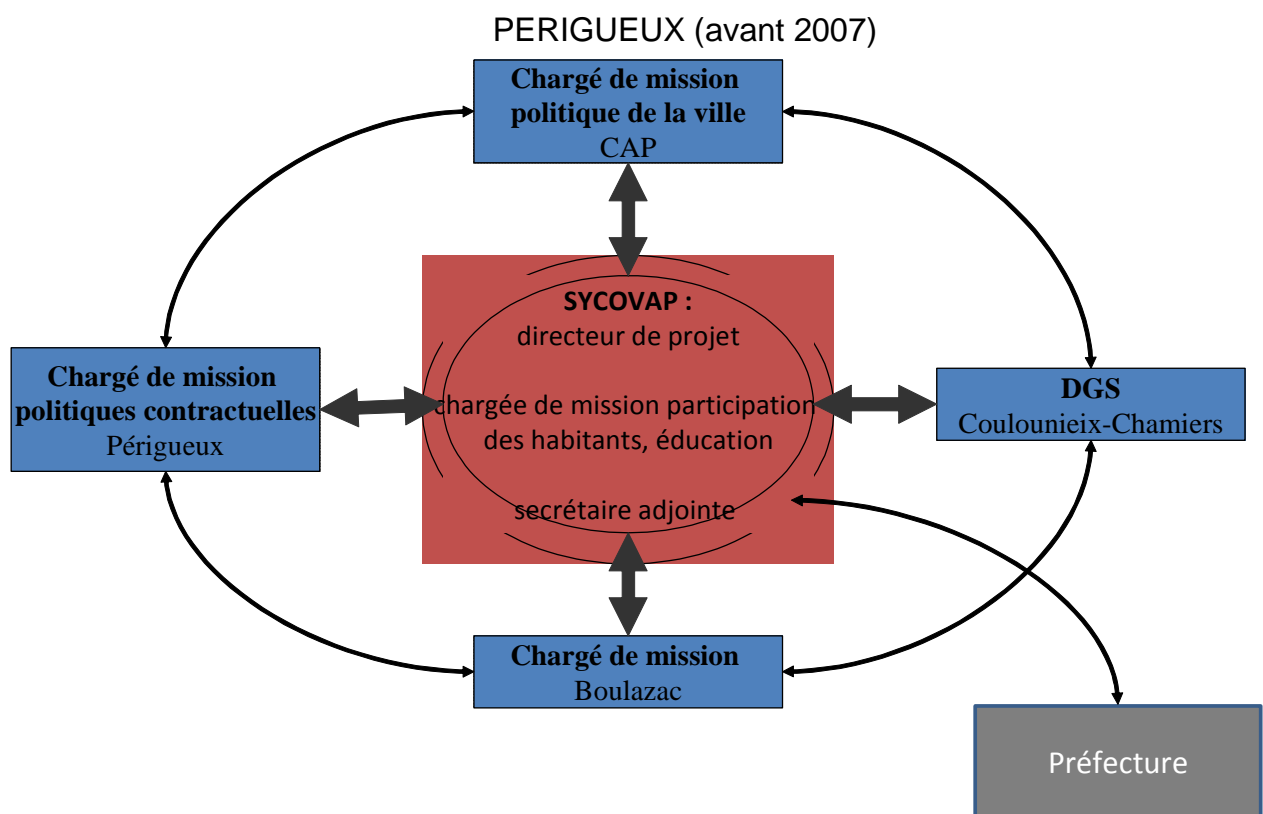 PERIGUEUX (avant 2007)
Chargé de mission
politique de la ville
CAP
SYCOVAP :
directeur de projet
chargée de mission participation
des habitants, éducation
secrétaire adjointe
Chargé de mission
politiques contractuelles
Périgueux
DGS
Coulounieix-Chamiers
Chargé de mission
Boulazac
Préfecture